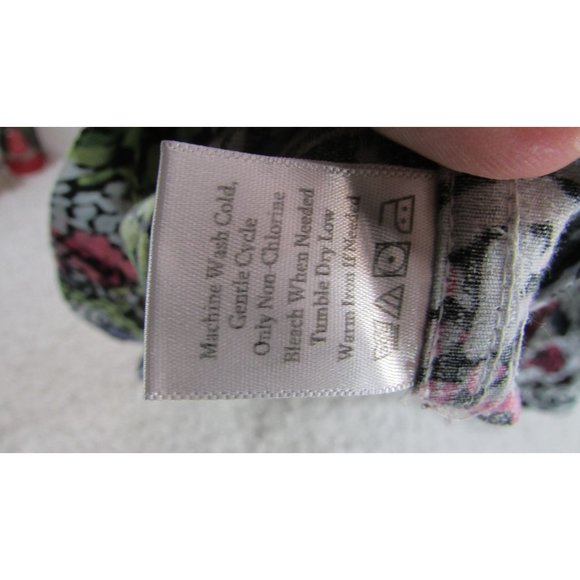 Machine Wash Cold,
Gentle Cycle
Only Non-Chlorine
Bleach When Needed
Tumble Dry Low
Warm Iron If Needed